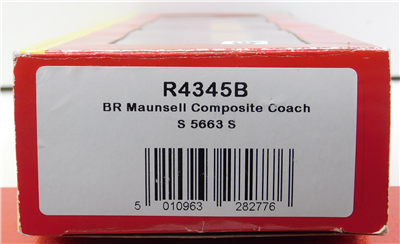 R4345B
BR Maunsell Composite Coach
S 5663 S
5 010963 282776